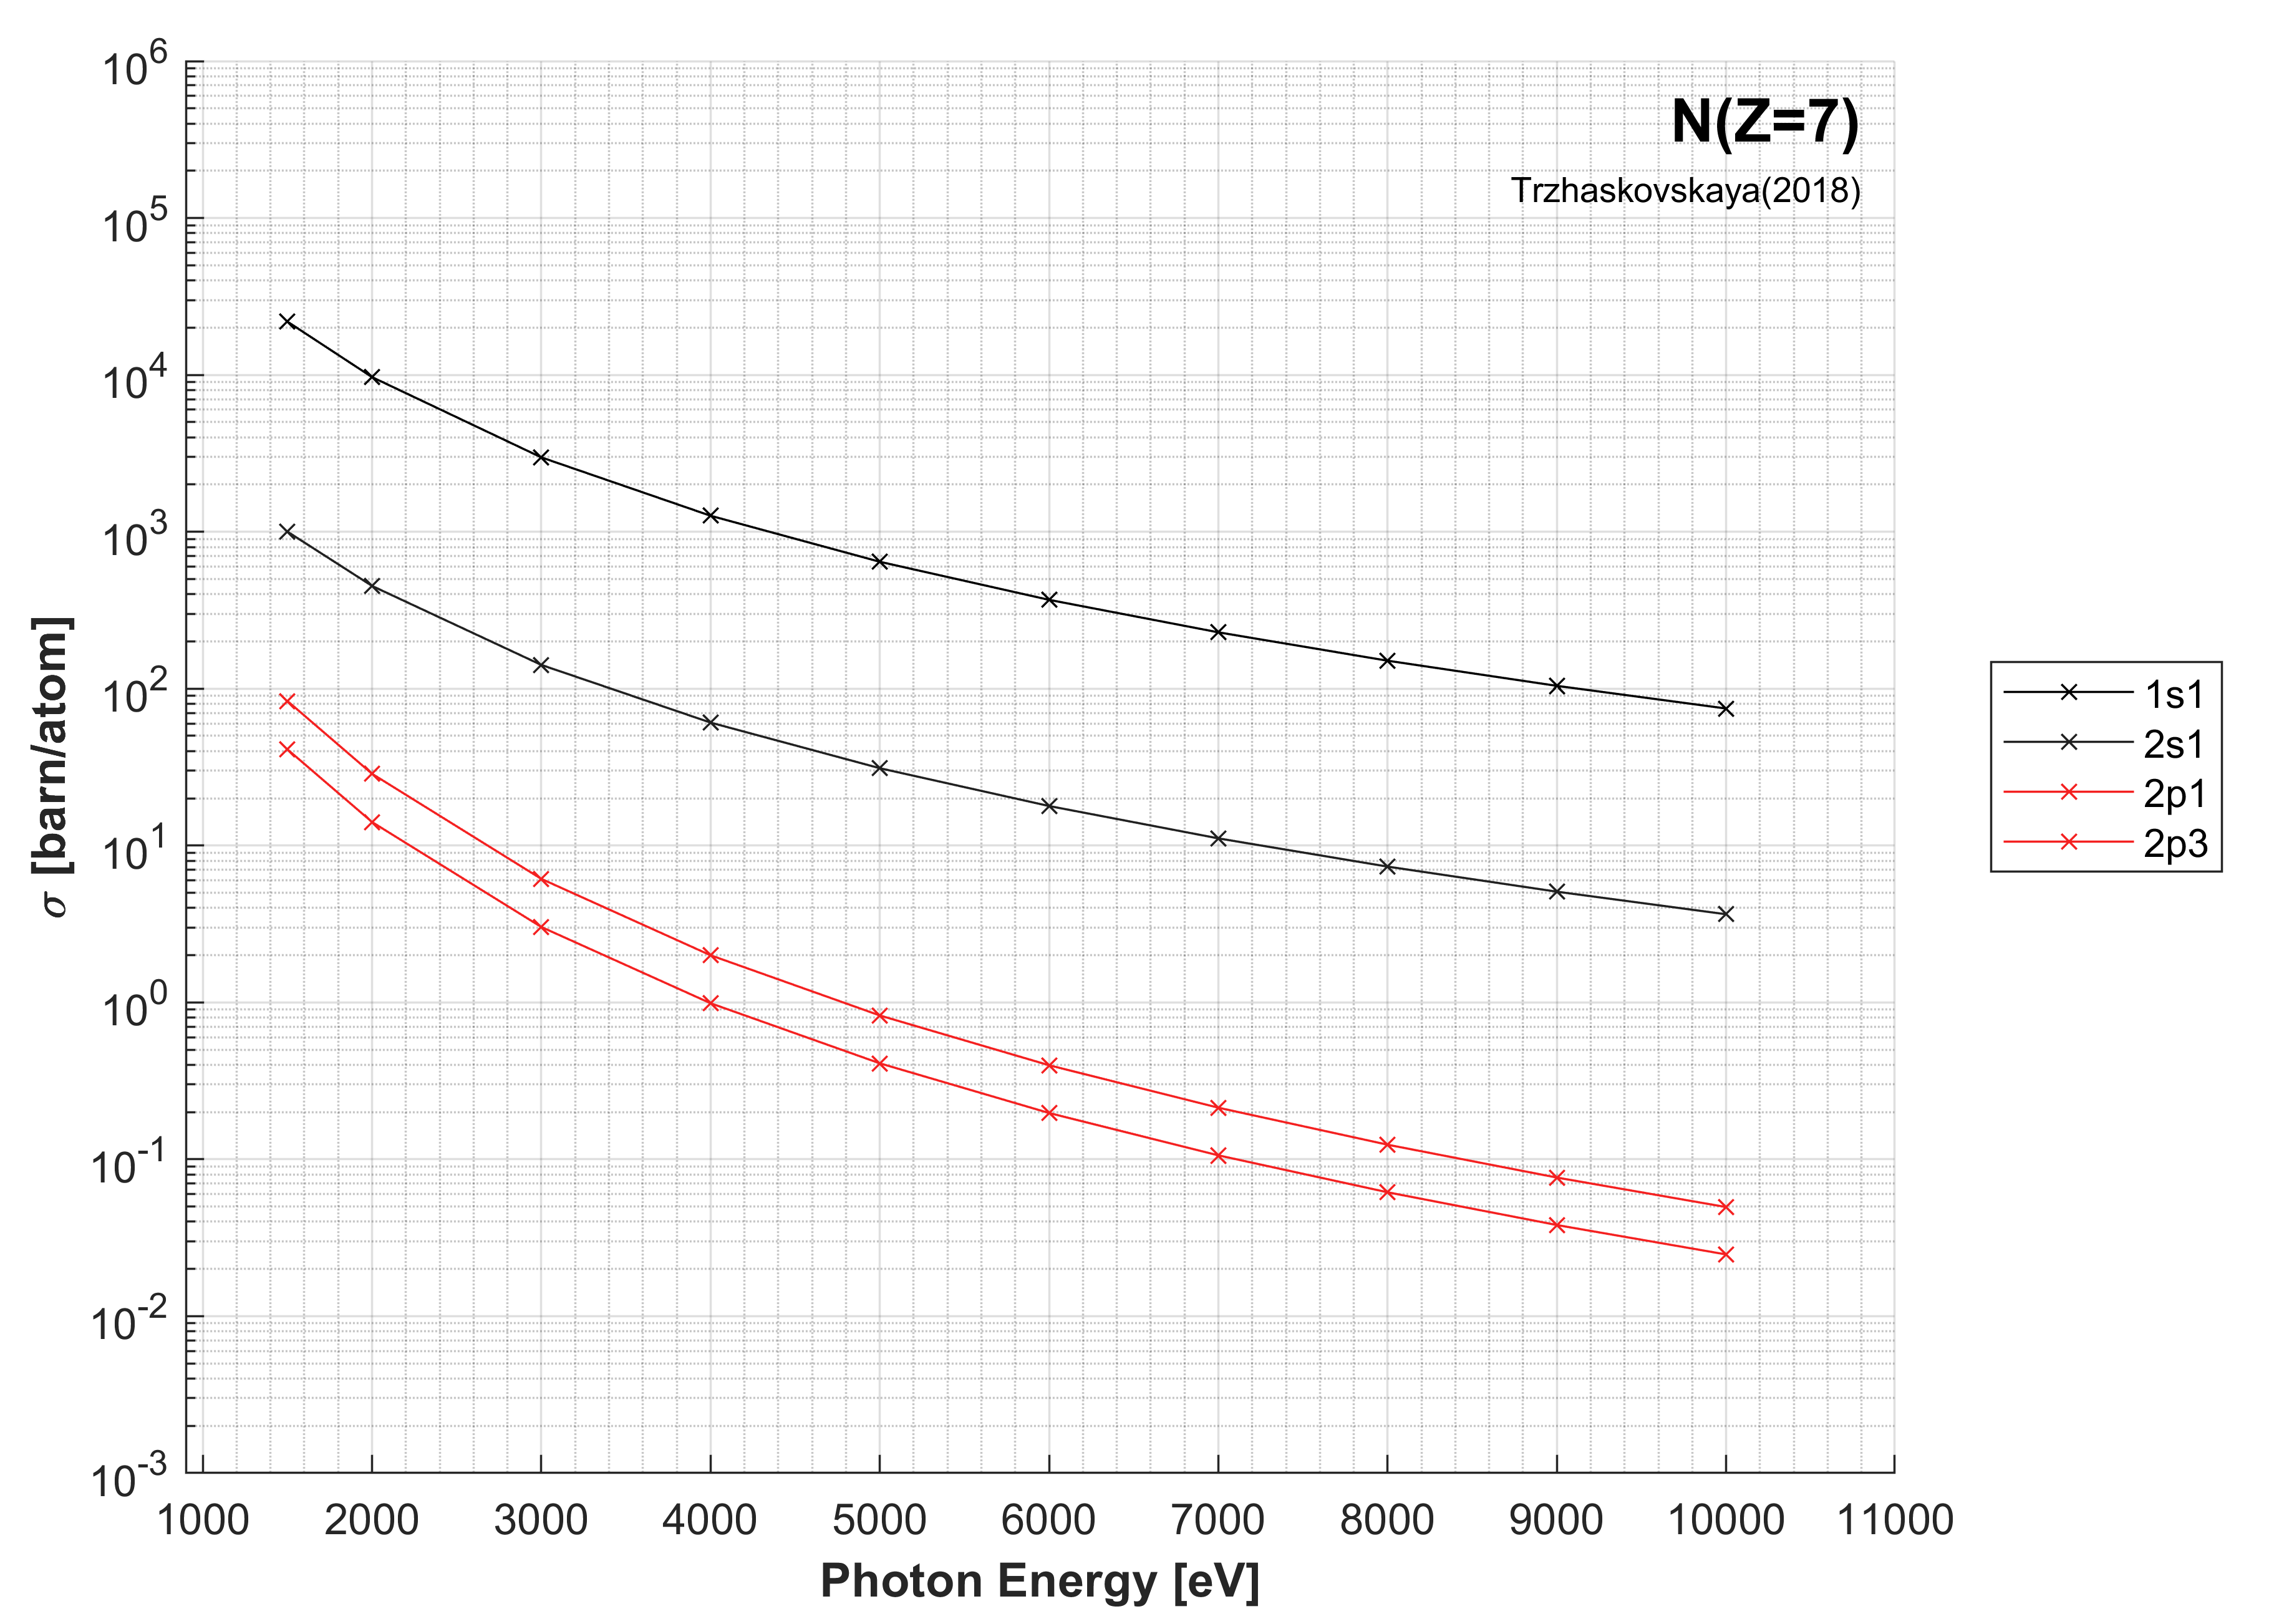 N(Z=7)
Trzhaskovskaya(2018)
σ [barn/atom]
10^6
10^5
10^4
10^3
10^2
10^1
10^0
10^-1
10^-2
10^-3
1000 2000 3000 4000 5000 6000 7000 8000 9000 10000 11000
Photon Energy [eV]
1s1
2s1
2p1
2p3